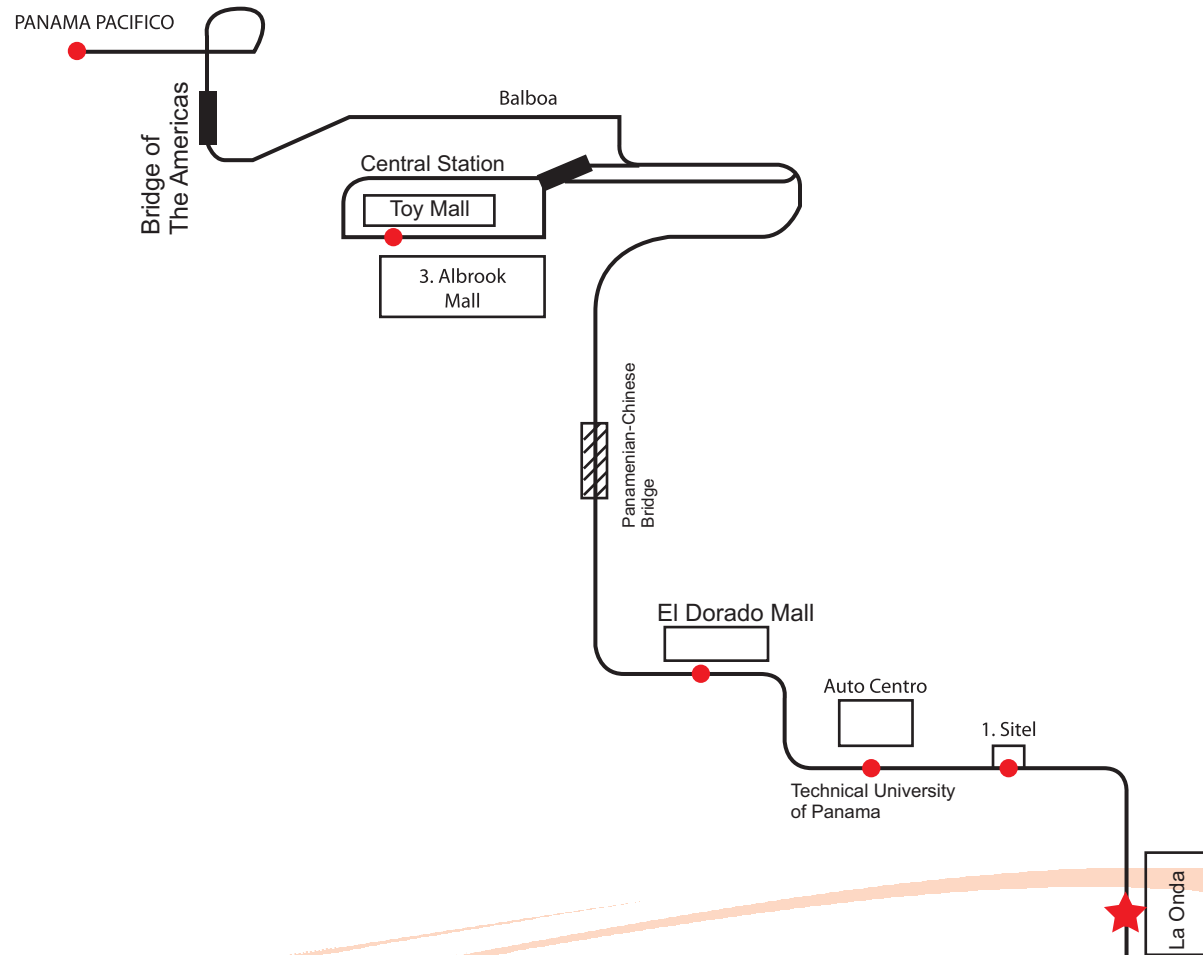 PANAMA PACIFICO
Bridge of
The Americas
Balboa
Central Station
Toy Mall
3. Albrook
Mall
Panamenian-Chinese
Bridge
El Dorado Mall
Auto Centro
1. Sitel
Technical University
of Panama
La Onda